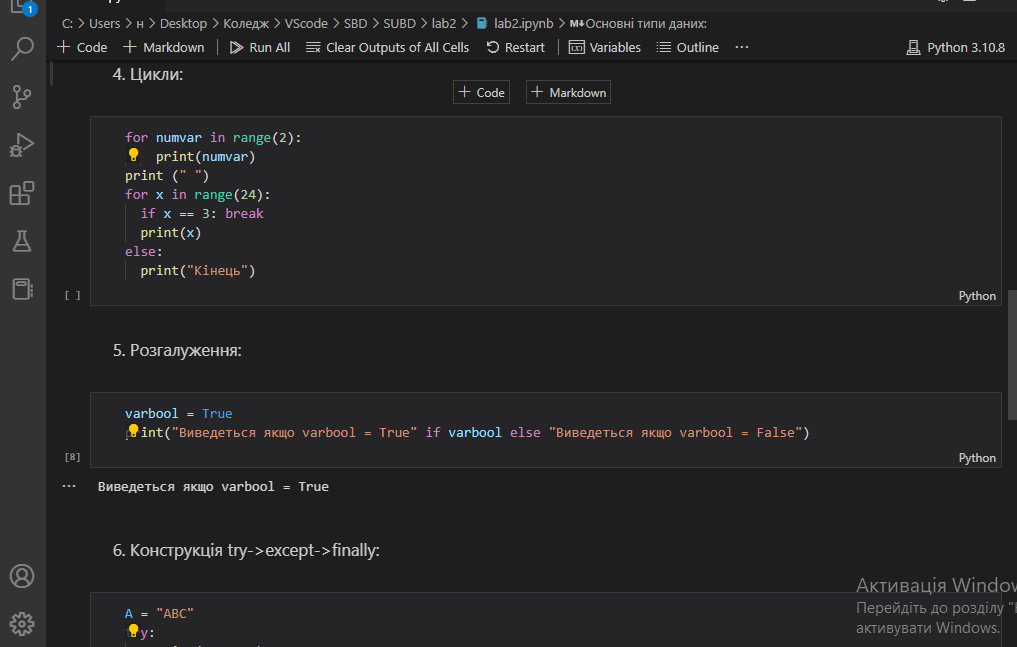 1
C: > Users > н > Desktop > Коледж > VScode > SBD > SUBD > lab2 > lab2.ipynb > M↓Основні типи даних:
+ Code + Markdown Run All Clear Outputs of All Cells Restart Variables Outline ... Python 3.10.8
4. Цикли:
+ Code + Markdown
for numvar in range(2):
print(numvar)
print (" ")
for x in range(24):
if x == 3: break
print(x)
else:
print("Кінець")
[ ]
Python
5. Розгалуження:
varbool = True
int("Виведеться якщо varbool = True" if varbool else "Виведеться якщо varbool = False")
[8]
Python
... Виведеться якщо varbool = True
6. Конструкція try->except->finally:
A = "ABC"
y:
Активація Window
Перейдіть до розділу "
активувати Windows.